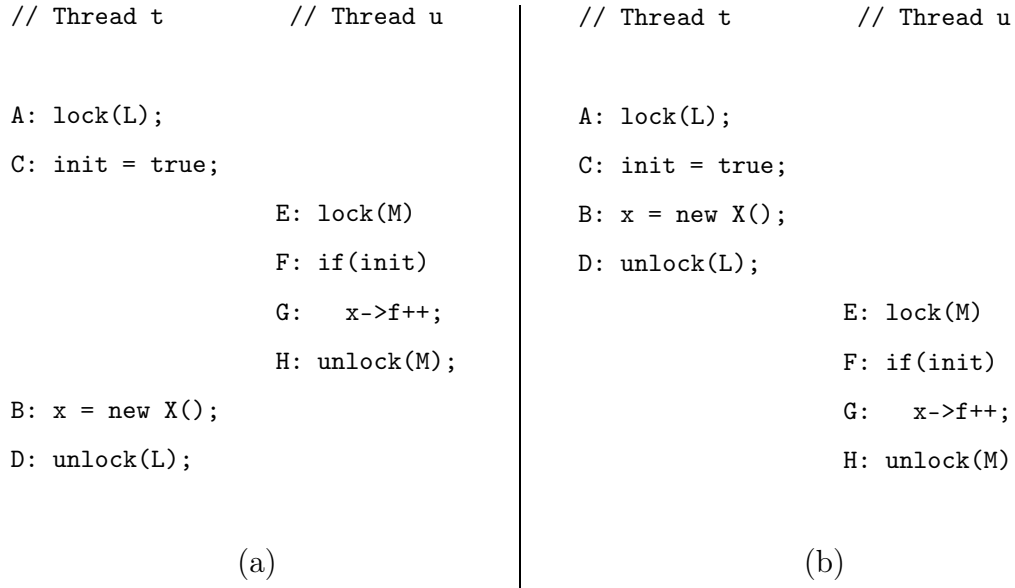 // Thread t // Thread u
A: lock(L);
C: init = true;
E: lock(M)
F: if(init)
G: x->f++;
H: unlock(M);
B: x = new X();
D: unlock(L);
(a)
// Thread t // Thread u
A: lock(L);
C: init = true;
B: x = new X();
D: unlock(L);
E: lock(M)
F: if(init)
G: x->f++;
H: unlock(M)
(b)